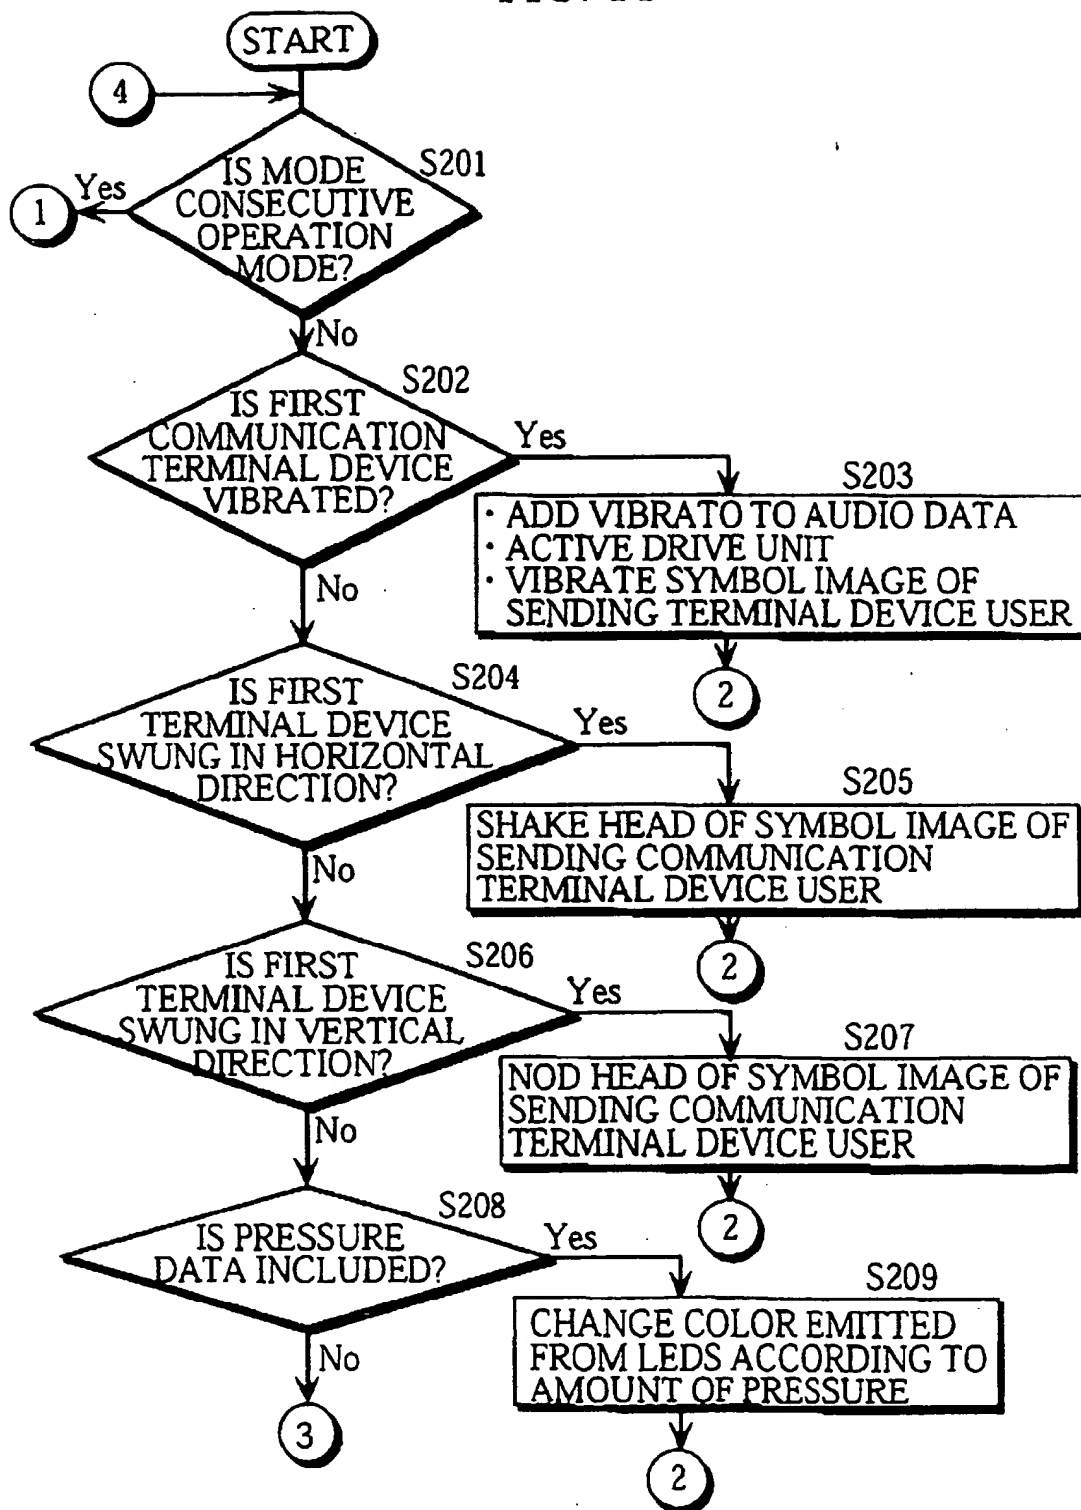 START
4
S201
IS MODE
CONSECUTIVE
OPERATION
MODE?
Yes
1
No
S202
IS FIRST
COMMUNICATION
TERMINAL DEVICE
VIBRATED?
Yes
S203
· ADD VIBRATO TO AUDIO DATA
· ACTIVE DRIVE UNIT
· VIBRATE SYMBOL IMAGE OF
SENDING TERMINAL DEVICE USER
2
No
S204
IS FIRST
TERMINAL DEVICE
SWUNG IN HORIZONTAL
DIRECTION?
Yes
S205
SHAKE HEAD OF SYMBOL IMAGE OF
SENDING COMMUNICATION
TERMINAL DEVICE USER
2
No
S206
IS FIRST
TERMINAL DEVICE
SWUNG IN VERTICAL
DIRECTION?
Yes
S207
NOD HEAD OF SYMBOL IMAGE OF
SENDING COMMUNICATION
TERMINAL DEVICE USER
2
No
S208
IS PRESSURE
DATA INCLUDED?
Yes
S209
CHANGE COLOR EMITTED
FROM LEDS ACCORDING TO
AMOUNT OF PRESSURE
2
No
3